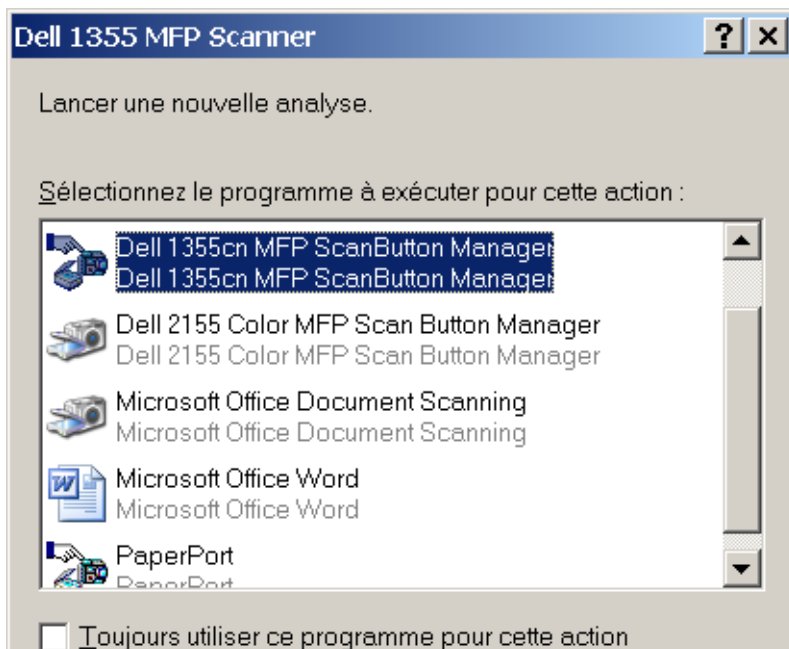 Dell 1355 MFP Scanner
Lancer une nouvelle analyse.
Sélectionnez le programme à exécuter pour cette action :
Dell 1355cn MFP ScanButton Manager
Dell 1355cn MFP ScanButton Manager
Dell 2155 Color MFP Scan Button Manager
Dell 2155 Color MFP Scan Button Manager
Microsoft Office Document Scanning
Microsoft Office Document Scanning
Microsoft Office Word
Microsoft Office Word
PaperPort
PaperPort
Toujours utiliser ce programme pour cette action